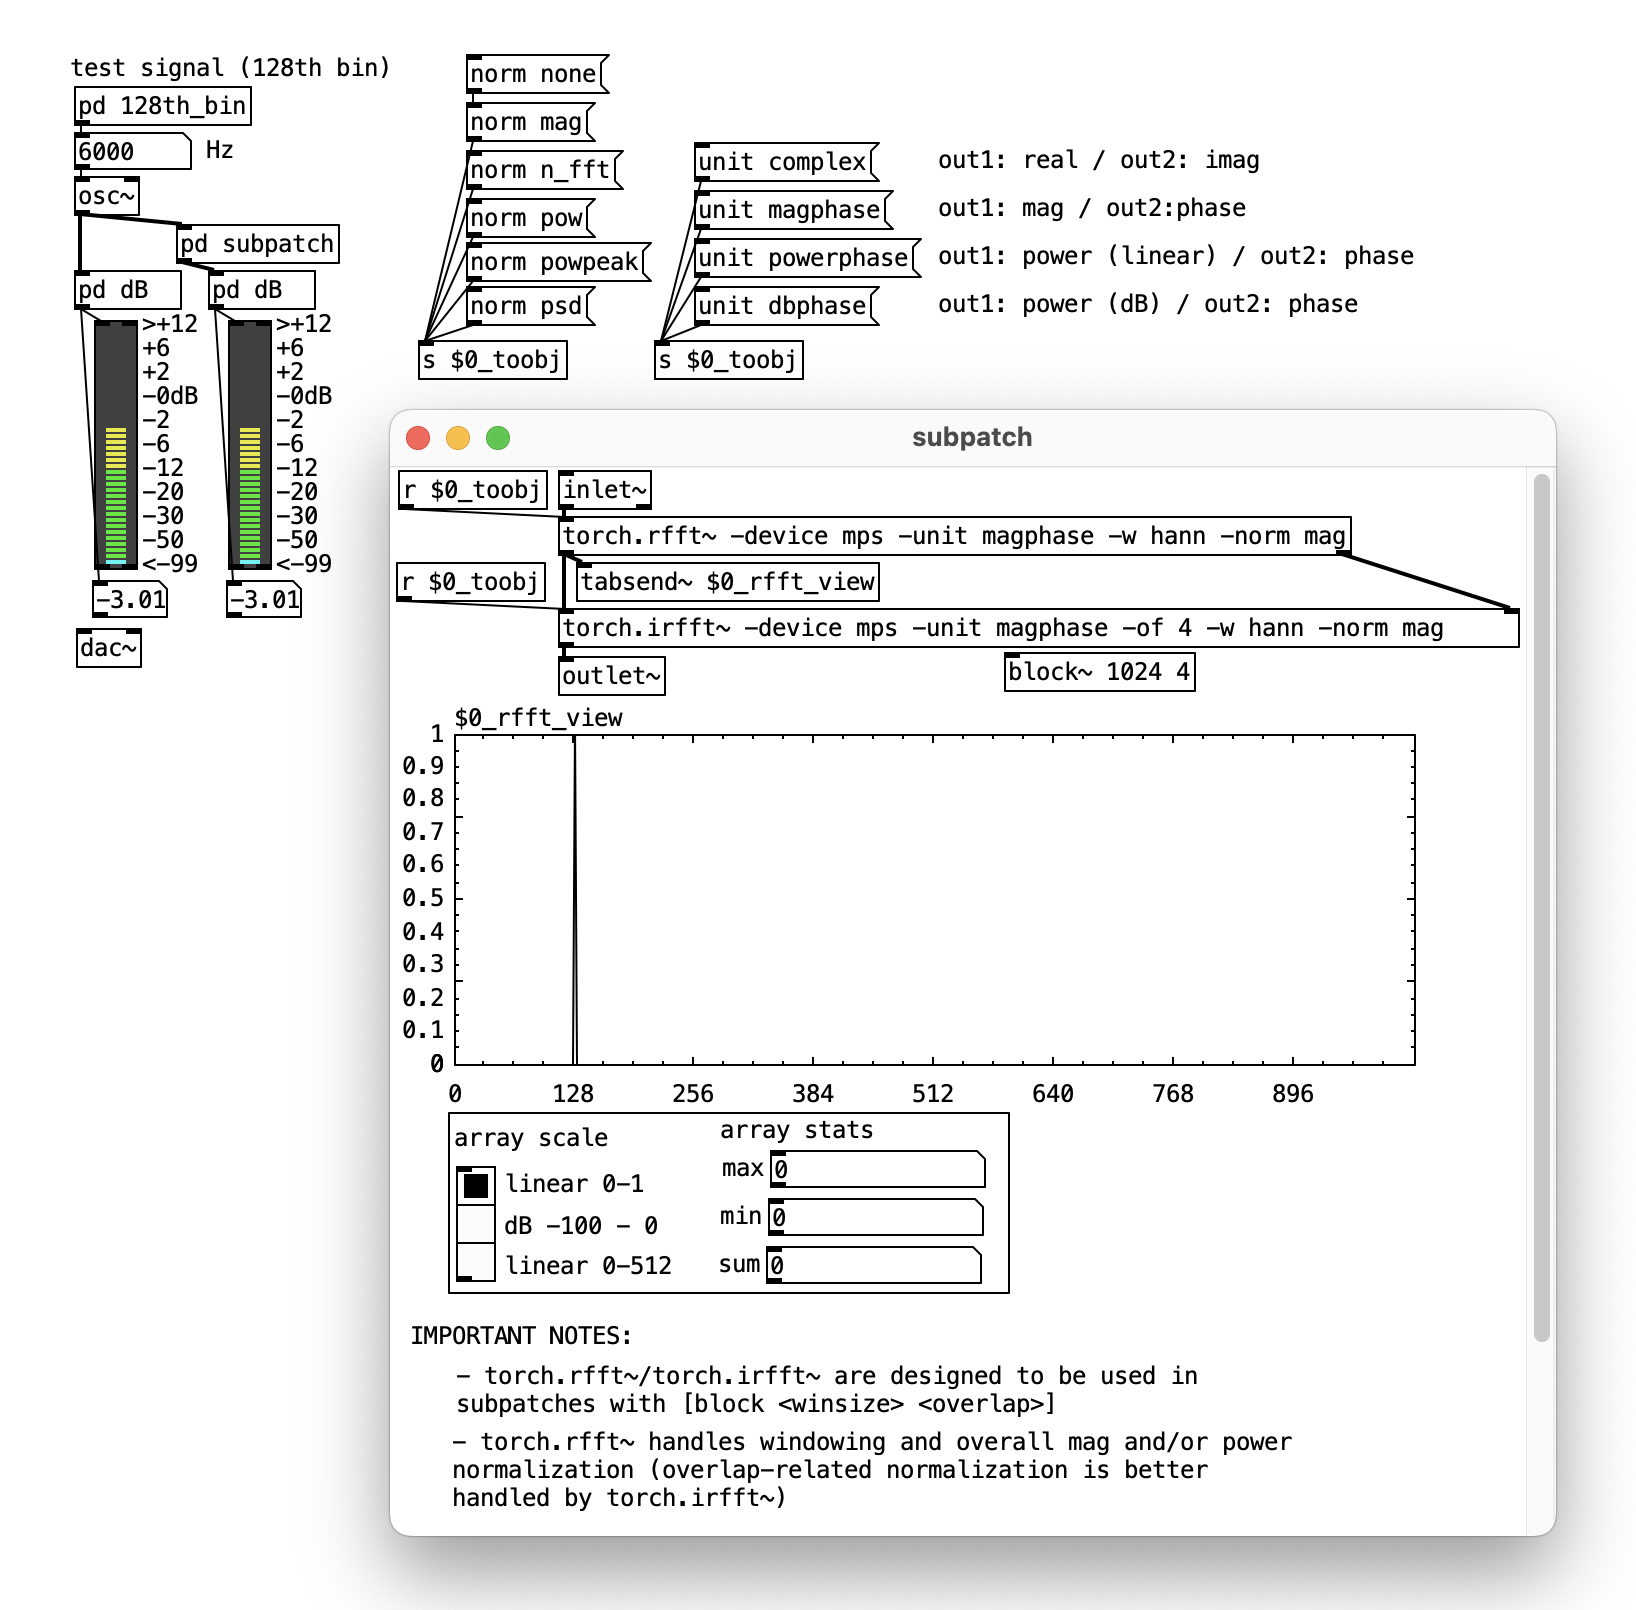 test signal (128th bin)
pd 128th_bin
6000
Hz
osc~
pd subpatch
pd dB
pd dB
>+12
+6
+2
-0dB
-2
-6
-12
-20
-30
-50
<-99
>+12
+6
+2
-0dB
-2
-6
-12
-20
-30
-50
<-99
-3.01
-3.01
dac~
norm none
norm mag
norm n_fft
norm pow
norm powpeak
norm psd
s $0_toobj
unit complex
out1: real / out2: imag
unit magphase
out1: mag / out2:phase
unit powerphase
out1: power (linear) / out2: phase
unit dbphase
out1: power (dB) / out2: phase
s $0_toobj
subpatch
r $0_toobj
inlet~
torch.rfft~ -device mps -unit magphase -w hann -norm mag
r $0_toobj
tabsend~ $0_rfft_view
torch.irfft~ -device mps -unit magphase -of 4 -w hann -norm mag
outlet~
block~ 1024 4
$0_rfft_view
1
0.9
0.8
0.7
0.6
0.5
0.4
0.3
0.2
0.1
0
0 128 256 384 512 640 768 896
array scale
linear 0-1
dB -100 - 0
linear 0-512
array stats
max 0
min 0
sum 0
IMPORTANT NOTES:
- torch.rfft~/torch.irfft~ are designed to be used in
subpatches with [block <winsize> <overlap>]
- torch.rfft~ handles windowing and overall mag and/or power
normalization (overlap-related normalization is better
handled by torch.irfft~)